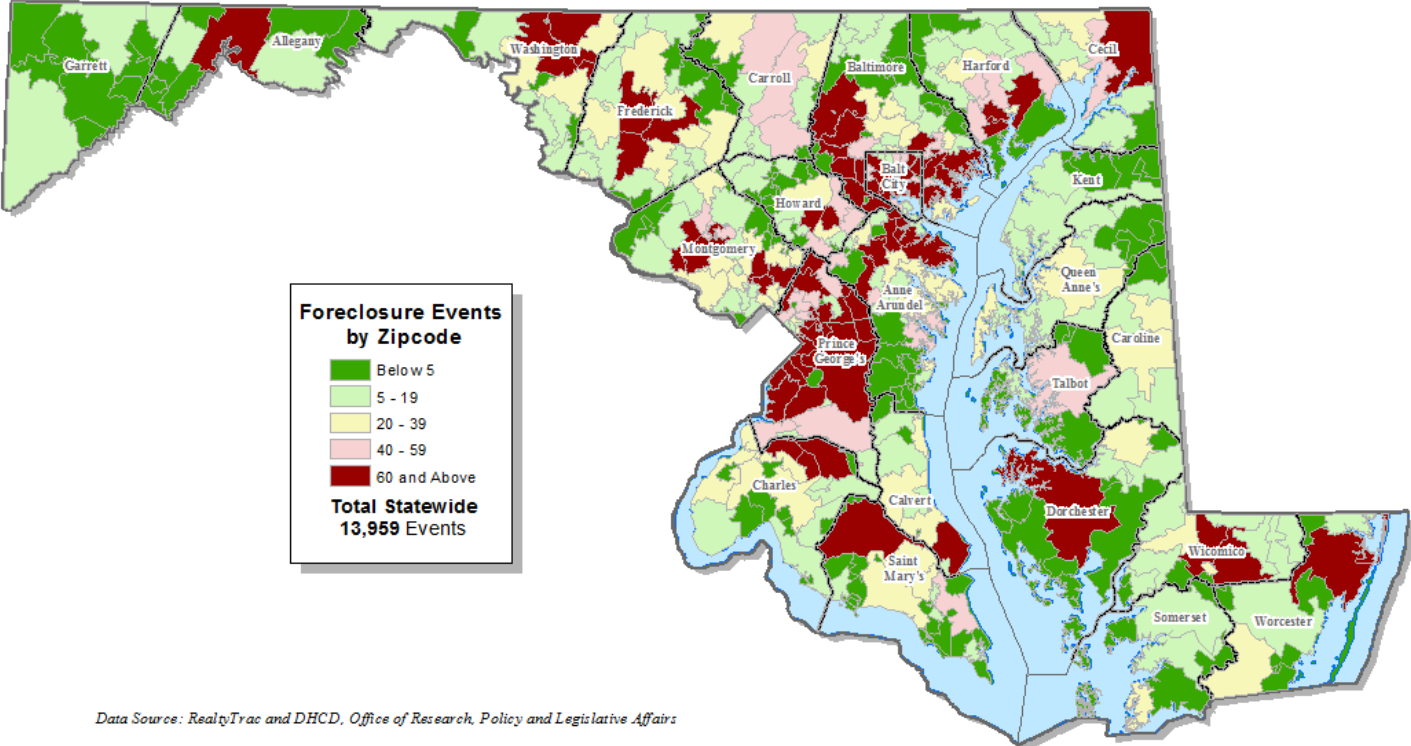 Garrett
Allegany
Washington
Frederick
Carroll
Baltimore
Harford
Cecil
Balt
City
Kent
Howard
Montgomery
Anne
Arundel
Queen
Anne's
Caroline
Prince
George's
Talbot
Charles
Calvert
Dorchester
Saint
Mary's
Wicomico
Somerset
Worcester
Foreclosure Events
by Zipcode
Below 5
5 - 19
20 - 39
40 - 59
60 and Above
Total Statewide
13,959 Events
Data Source: RealtyTrac and DHCD, Office of Research, Policy and Legislative Affairs